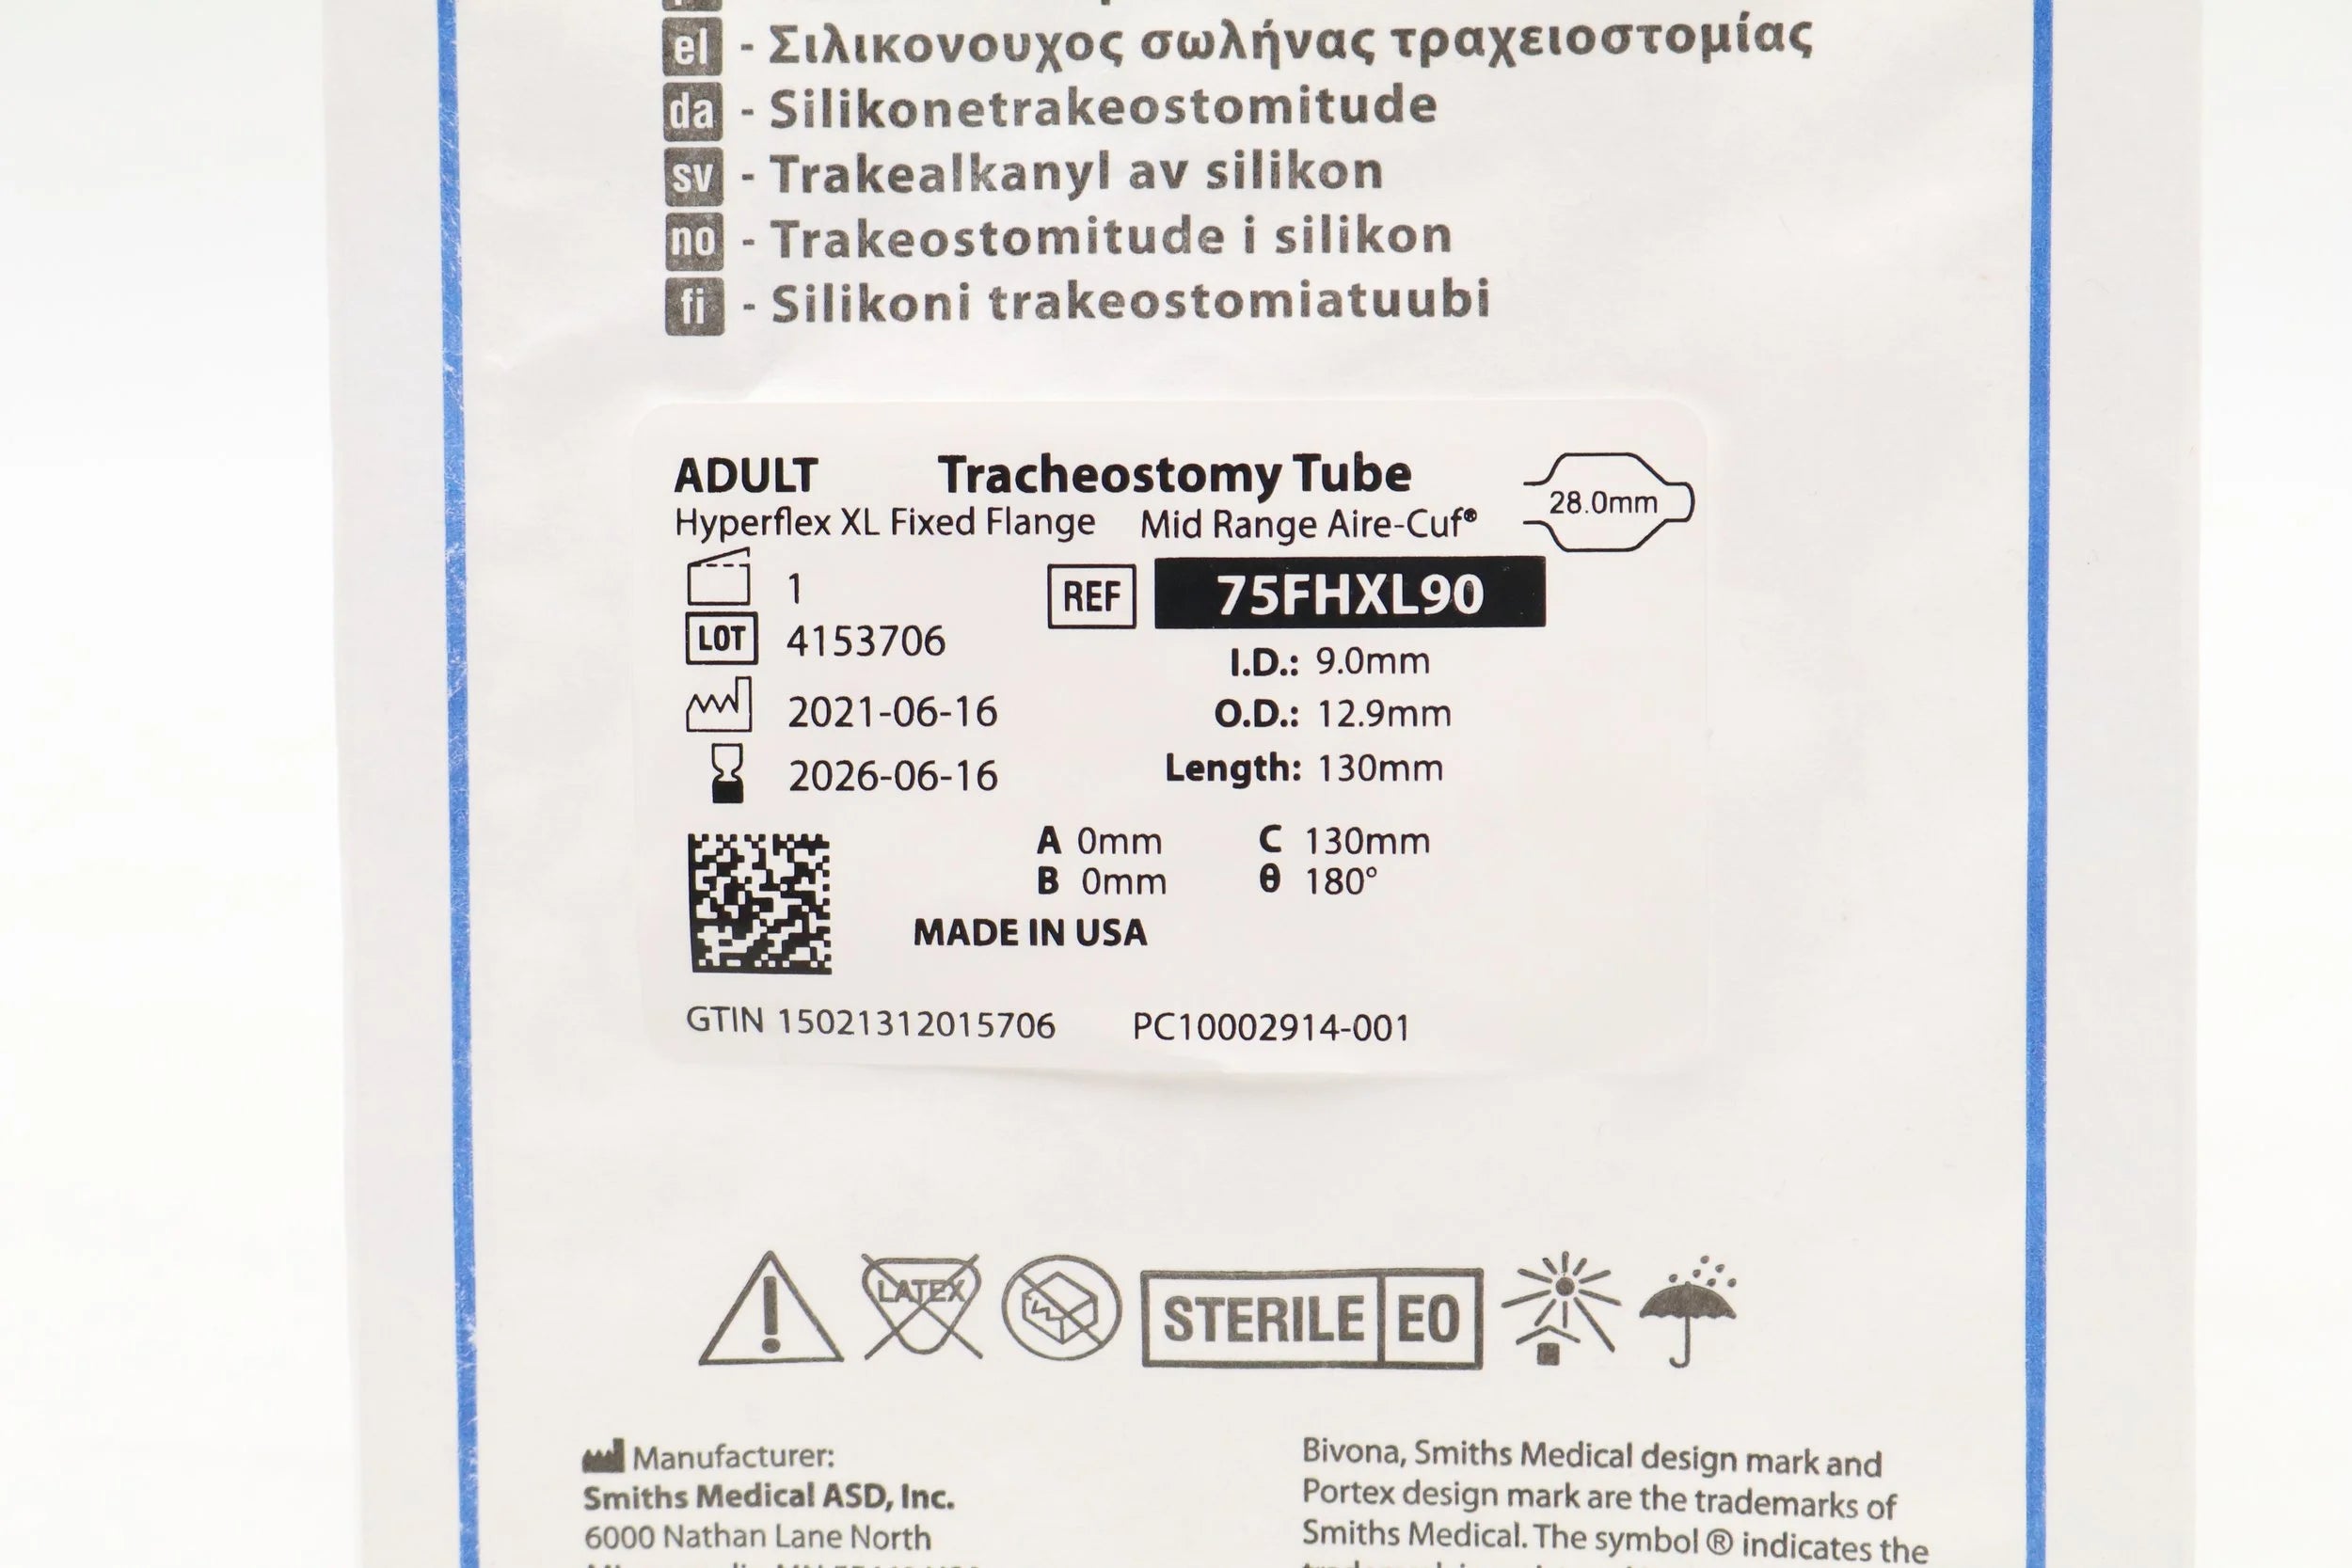 el - Σιλικονουχος σωλήνας τραχειοστομίας
da - Silikonetrakeostomitude
sv - Trakealkanyl av silikon
no - Trakeostomitude i silikon
fi - Silikoni trakeostomiatuubi
ADULT Tracheostomy Tube
Hyperflex XL Fixed Flange Mid Range Aire-Cuf®
28.0mm
1
REF 75FHXL90
LOT 4153706
I.D.: 9.0mm
2021-06-16
O.D.: 12.9mm
2026-06-16
Length: 130mm
A 0mm C 130mm
B 0mm θ 180°
MADE IN USA
GTIN 15021312015706 PC10002914-001
LATEX
STERILE EO
Manufacturer:
Smiths Medical ASD, Inc.
6000 Nathan Lane North
Bivona, Smiths Medical design mark and
Portex design mark are the trademarks of
Smiths Medical. The symbol ® indicates the